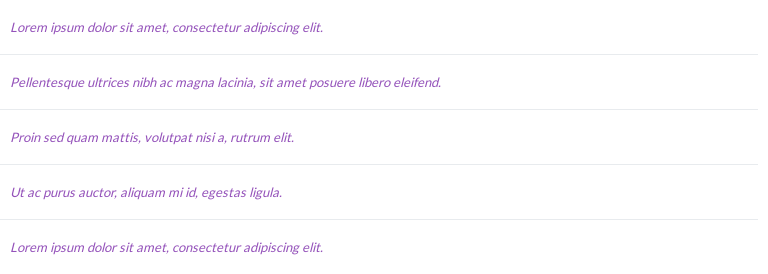 Lorem ipsum dolor sit amet, consectetur adipiscing elit.
Pellentesque ultrices nibh ac magna lacinia, sit amet posuere libero eleifend.
Proin sed quam mattis, volutpat nisi a, rutrum elit.
Ut ac purus auctor, aliquam mi id, egestas ligula.
Lorem ipsum dolor sit amet, consectetur adipiscing elit.